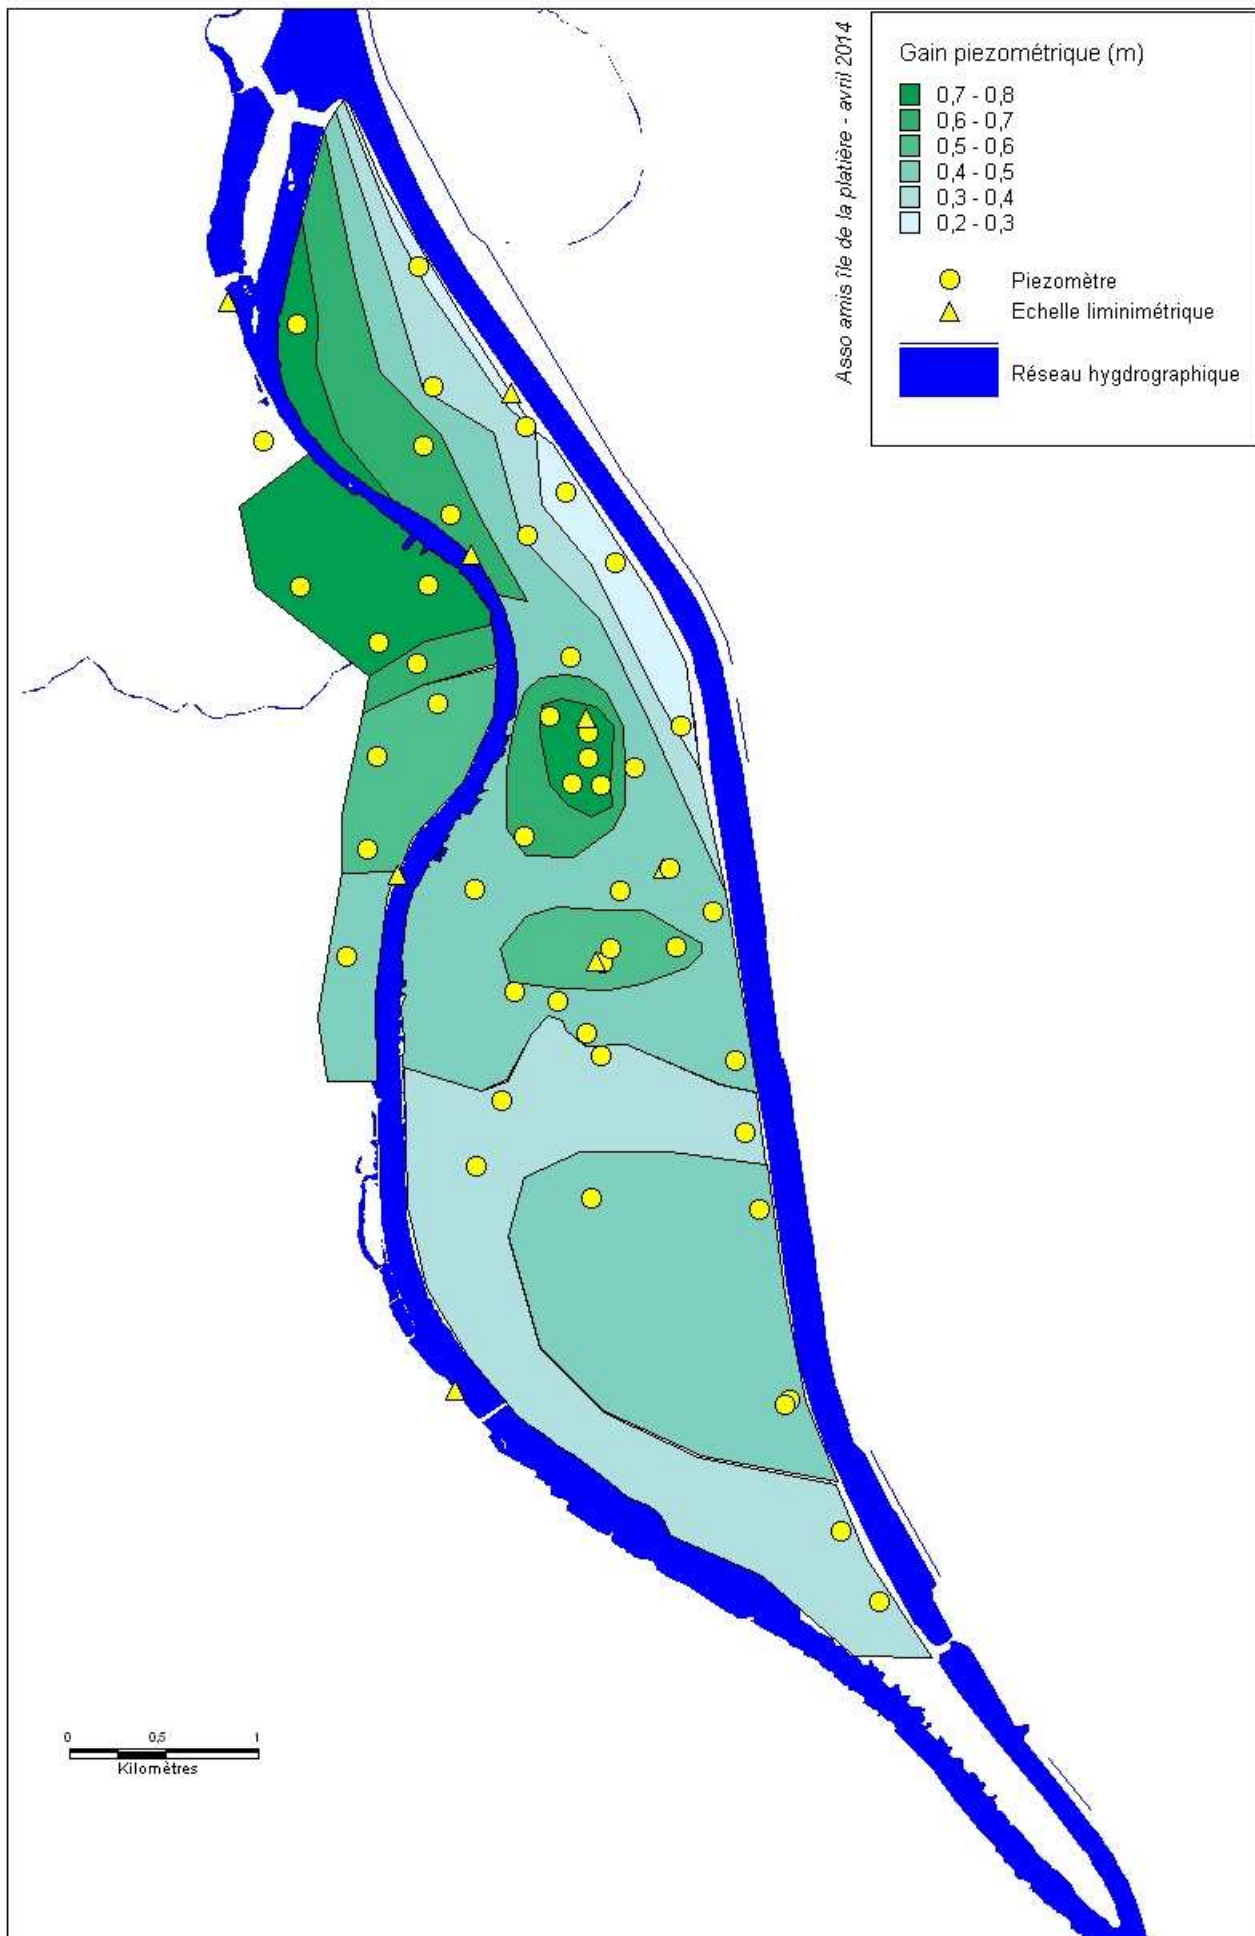 Asso amis île de la platière - avril 2014
Gain piezométrique (m)
0,7 - 0,8
0,6 - 0,7
0,5 - 0,6
0,4 - 0,5
0,3 - 0,4
0,2 - 0,3
Piezomètre
Echelle liminimétrique
Réseau hygdrographique
0 0,5 1
Kilomètres